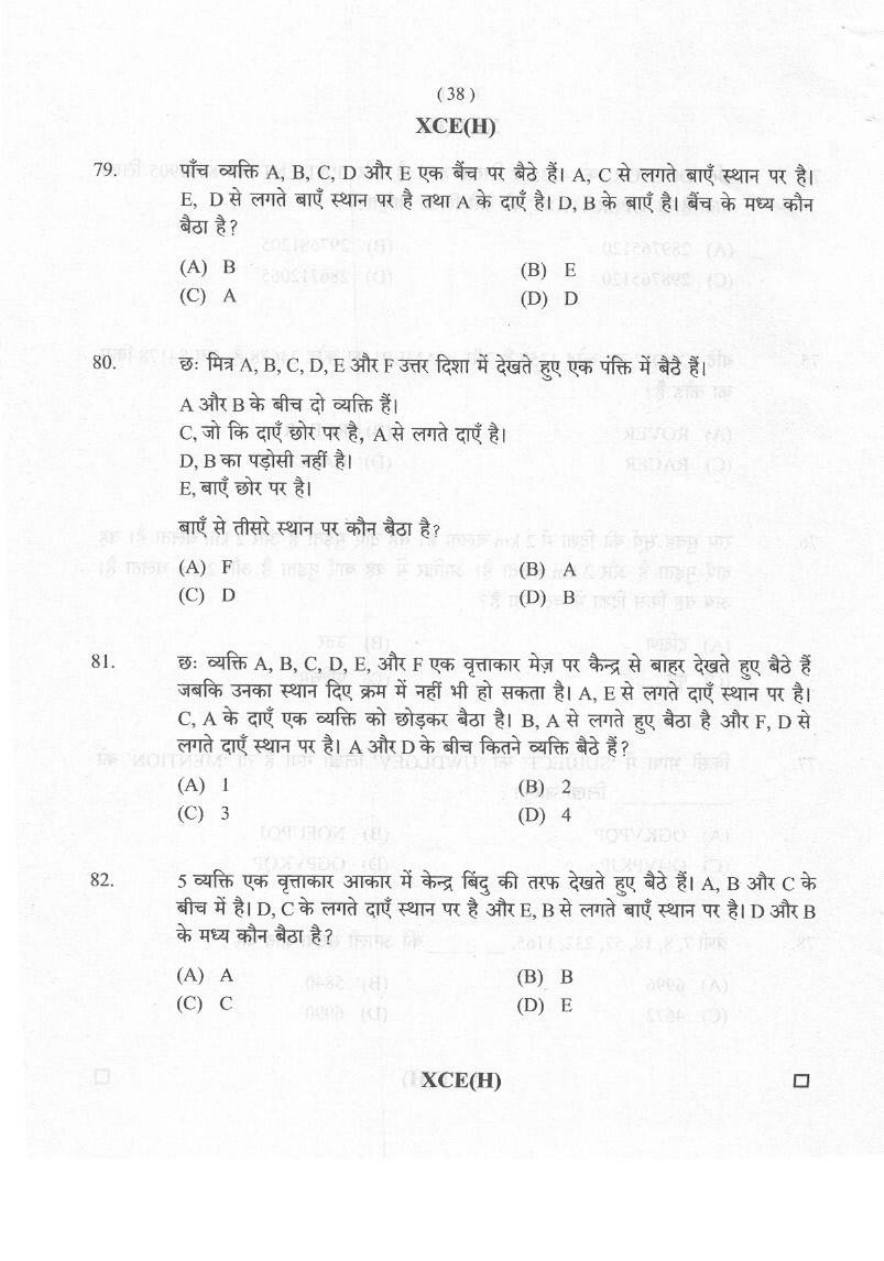 ( 38 )
XCE(H)
79. पाँच व्यक्ति A, B, C, D और E एक बैंच पर बैठे हैं। A, C से लगते बाएँ स्थान पर है।
E, D से लगते बाएँ स्थान पर है तथा A के दाएँ है। D, B के बाएँ है। बैंच के मध्य कौन
बैठा है?
(A) B (B) E
(C) A (D) D
80. छः मित्र A, B, C, D, E और F उत्तर दिशा में देखते हुए एक पंक्ति में बैठै हैं।
A और B के बीच दो व्यक्ति हैं।
C, जो कि दाएँ छोर पर है, A से लगते दाएँ है।
D, B का पड़ोसी नहीं है।
E, बाएँ छोर पर है।
बाएँ से तीसरे स्थान पर कौन बैठा है?
(A) F (B) A
(C) D (D) B
81. छः व्यक्ति A, B, C, D, E, और F एक वृत्ताकार मेज़ पर कैन्द्र से बाहर देखते हुए बैठे हैं
जबकि उनका स्थान दिए क्रम में नहीं भी हो सकता है। A, E से लगते दाएँ स्थान पर है।
C, A के दाएँ एक व्यक्ति को छोड़कर बैठा है। B, A से लगते हुए बैठा है और F, D से
लगते दाएँ स्थान पर है। A और D के बीच कितने व्यक्ति बैठे हैं?
(A) 1 (B) 2
(C) 3 (D) 4
82. 5 व्यक्ति एक वृत्ताकार आकार में केन्द्र बिंदु की तरफ देखते हुए बैठे हैं। A, B और C के
बीच में है। D, C के लगते दाएँ स्थान पर है और E, B से लगते बाएँ स्थान पर है। D और B
के मध्य कौन बैठा है?
(A) A (B) B
(C) C (D) E
XCE(H)